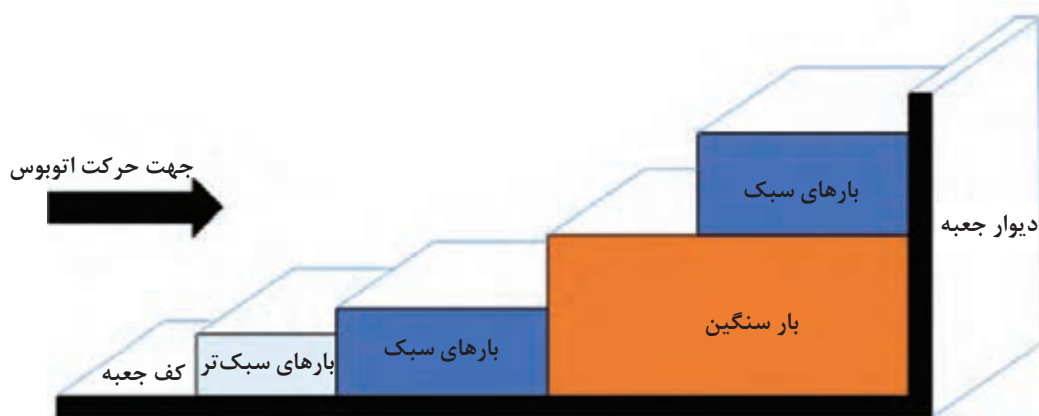 جهت حرکت اتوبوس
بارهای سبک
دیوار جعبه
بار سنگین
بارهای سبک
بارهای سبک‌تر
کف جعبه